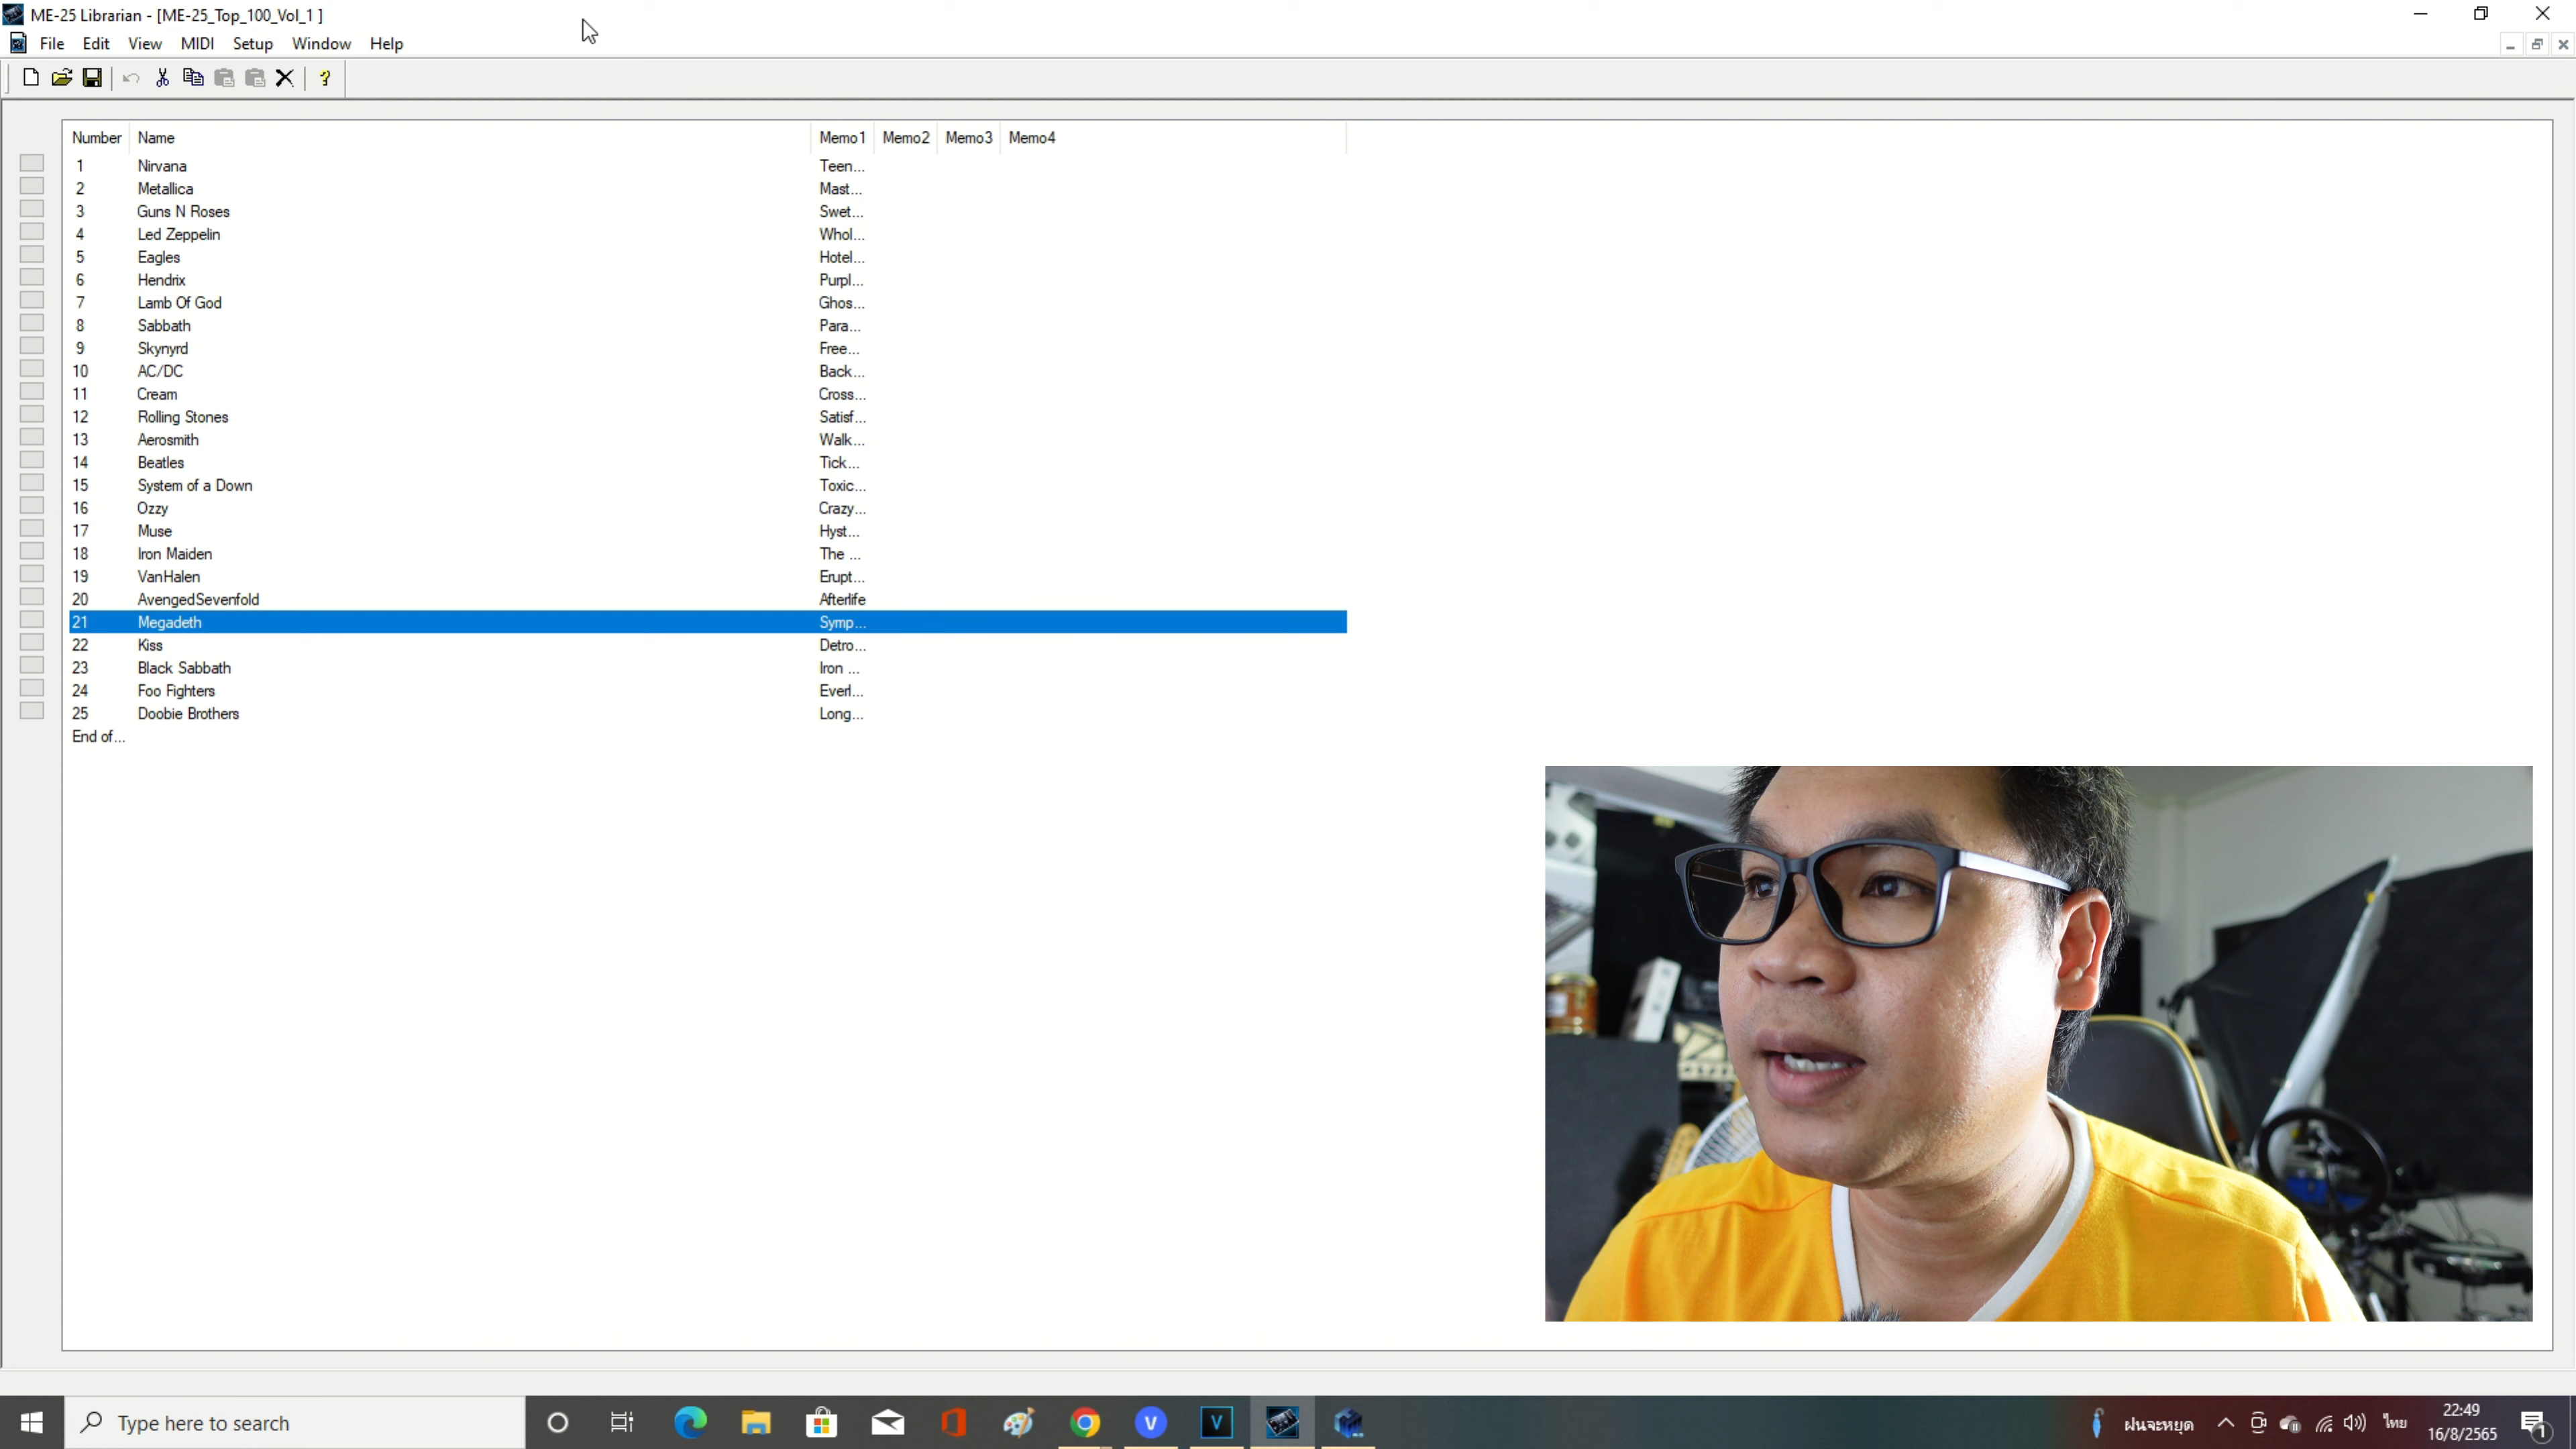 ME-25 Librarian - [ME-25_Top_100_Vol_1 ]
File Edit View MIDI Setup Window Help
Number Name Memo1 Memo2 Memo3 Memo4
1 Nirvana Teen...
2 Metallica Mast...
3 Guns N Roses Swet...
4 Led Zeppelin Whol...
5 Eagles Hotel...
6 Hendrix Purpl...
7 Lamb Of God Ghos...
8 Sabbath Para...
9 Skynyrd Free...
10 AC/DC Back...
11 Cream Cross...
12 Rolling Stones Satisf...
13 Aerosmith Walk...
14 Beatles Tick...
15 System of a Down Toxic...
16 Ozzy Crazy...
17 Muse Hyst...
18 Iron Maiden The ...
19 VanHalen Erupt...
20 AvengedSevenfold Afterlife
21 Megadeth Symp...
22 Kiss Detro...
23 Black Sabbath Iron ...
24 Foo Fighters Everl...
25 Doobie Brothers Long...
End of...
Type here to search
ฝนจะหยุด ไทย 22:49
16/8/2565 1